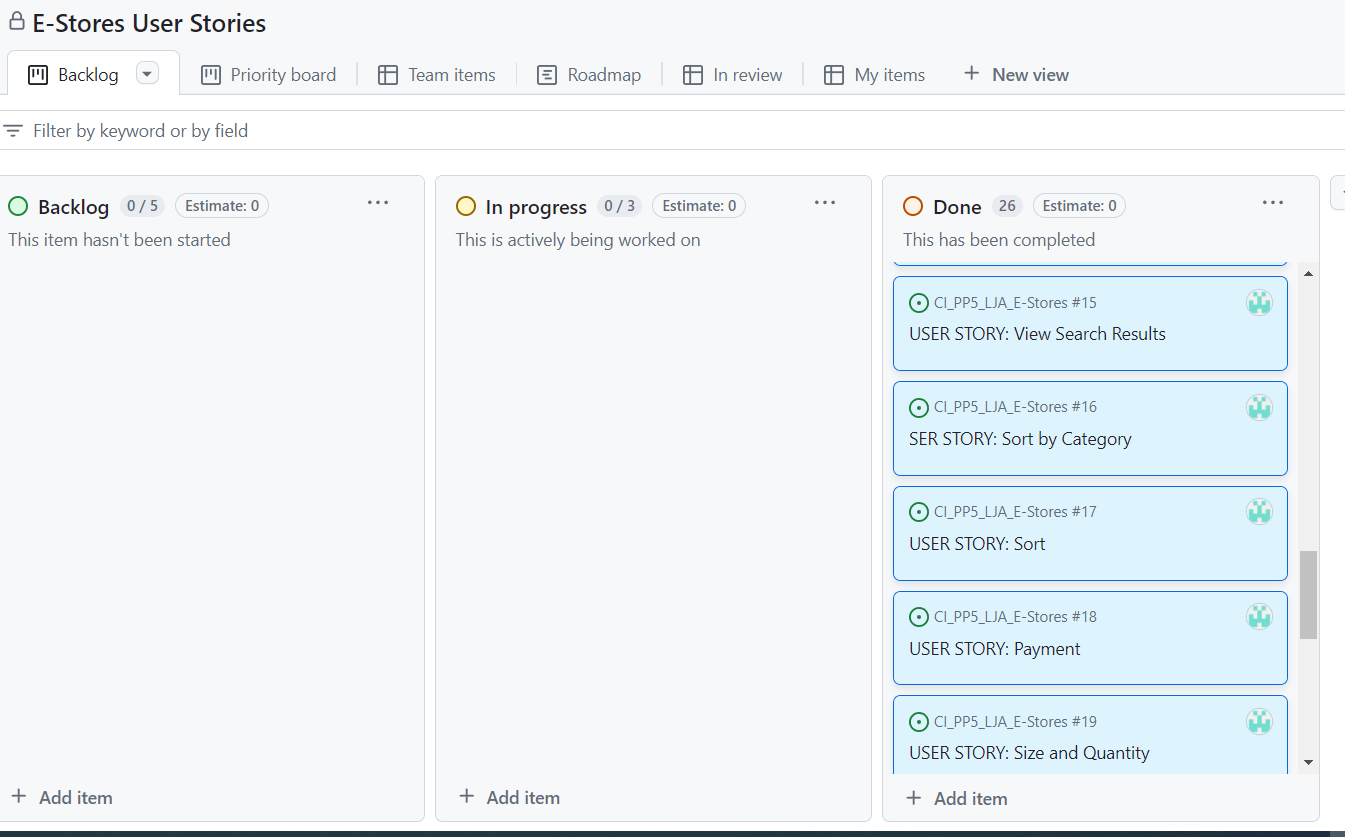 E-Stores User Stories
Backlog
Priority board
Team items
Roadmap
In review
My items
New view
Filter by keyword or by field
Backlog 0 / 5 Estimate: 0
This item hasn't been started
Add item
In progress 0 / 3 Estimate: 0
This is actively being worked on
Add item
Done 26 Estimate: 0
This has been completed
CI_PP5_LJA_E-Stores #15
USER STORY: View Search Results
CI_PP5_LJA_E-Stores #16
SER STORY: Sort by Category
CI_PP5_LJA_E-Stores #17
USER STORY: Sort
CI_PP5_LJA_E-Stores #18
USER STORY: Payment
CI_PP5_LJA_E-Stores #19
USER STORY: Size and Quantity
Add item